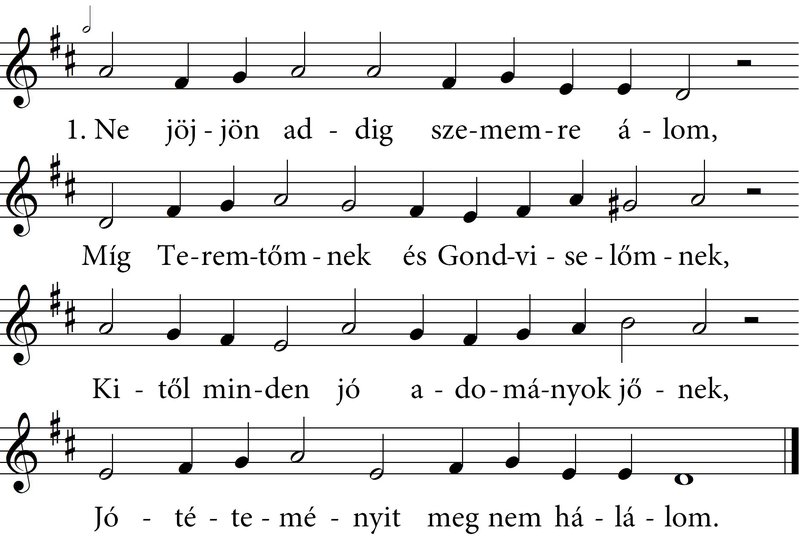 1. Ne jöj - jön ad - dig sze - mem - re á - lom,
Míg Te - rem - tőm - nek és Gond - vi - se - lőm - nek,
Ki - től min - den jó a - do - má - nyok jő - nek,
Jó - té - te - mé - nyit meg nem há - lá - lom.